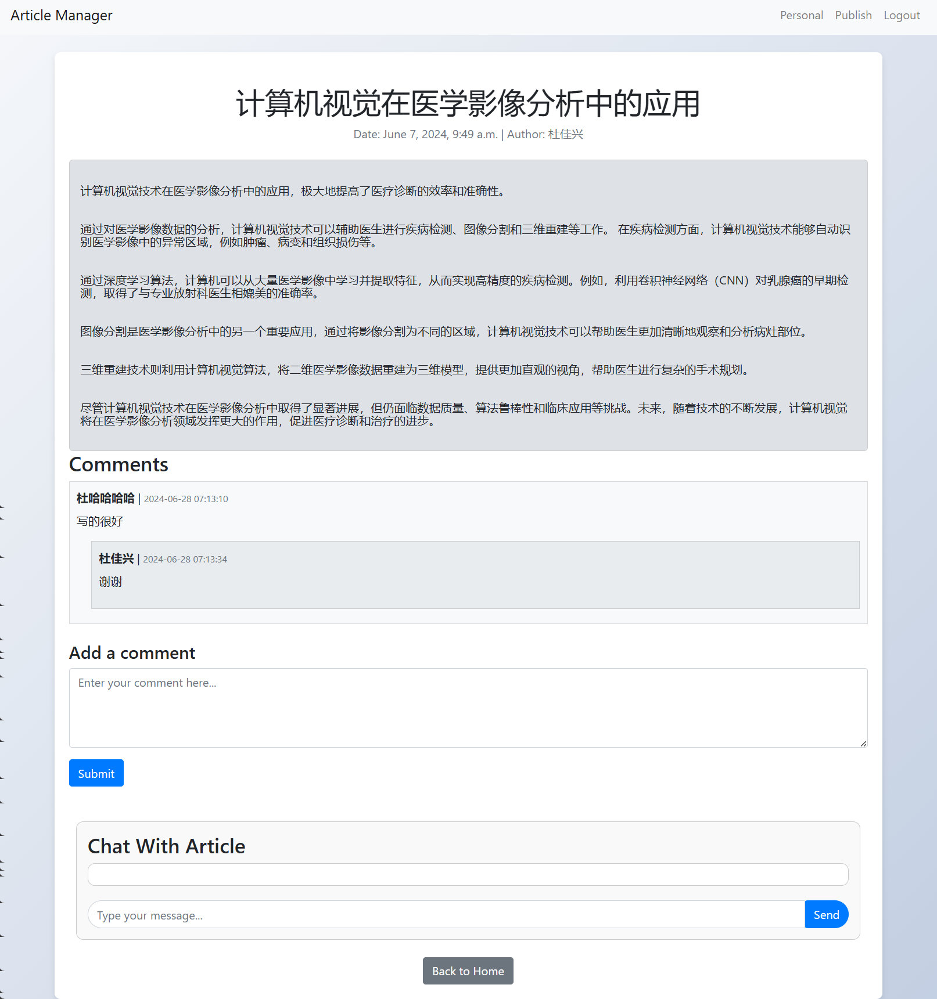 Article Manager
Personal Publish Logout
计算机视觉在医学影像分析中的应用
Date: June 7, 2024, 9:49 a.m. | Author: 杜佳兴
计算机视觉技术在医学影像分析中的应用，极大地提高了医疗诊断的效率和准确性。
通过对医学影像数据的分析，计算机视觉技术可以辅助医生进行疾病检测、图像分割和三维重建等工作。 在疾病检测方面，计算机视觉技术能够自动识
别医学影像中的异常区域，例如肿瘤、病变和组织损伤等。
通过深度学习算法，计算机可以从大量医学影像中学习并提取特征，从而实现高精度的疾病检测。例如，利用卷积神经网络（CNN）对乳腺癌的早期检
测，取得了与专业放射科医生相媲美的准确率。
图像分割是医学影像分析中的另一个重要应用，通过将影像分割为不同的区域，计算机视觉技术可以帮助医生更加清晰地观察和分析病灶部位。
三维重建技术则利用计算机视觉算法，将二维医学影像数据重建为三维模型，提供更加直观的视角，帮助医生进行复杂的手术规划。
尽管计算机视觉技术在医学影像分析中取得了显著进展，但仍面临数据质量、算法鲁棒性和临床应用等挑战。未来，随着技术的不断发展，计算机视觉
将在医学影像分析领域发挥更大的作用，促进医疗诊断和治疗的进步。
Comments
杜哈哈哈哈 | 2024-06-28 07:13:10
写的很好
杜佳兴 | 2024-06-28 07:13:34
谢谢
Add a comment
Enter your comment here...
Submit
Chat With Article
Type your message...
Send
Back to Home